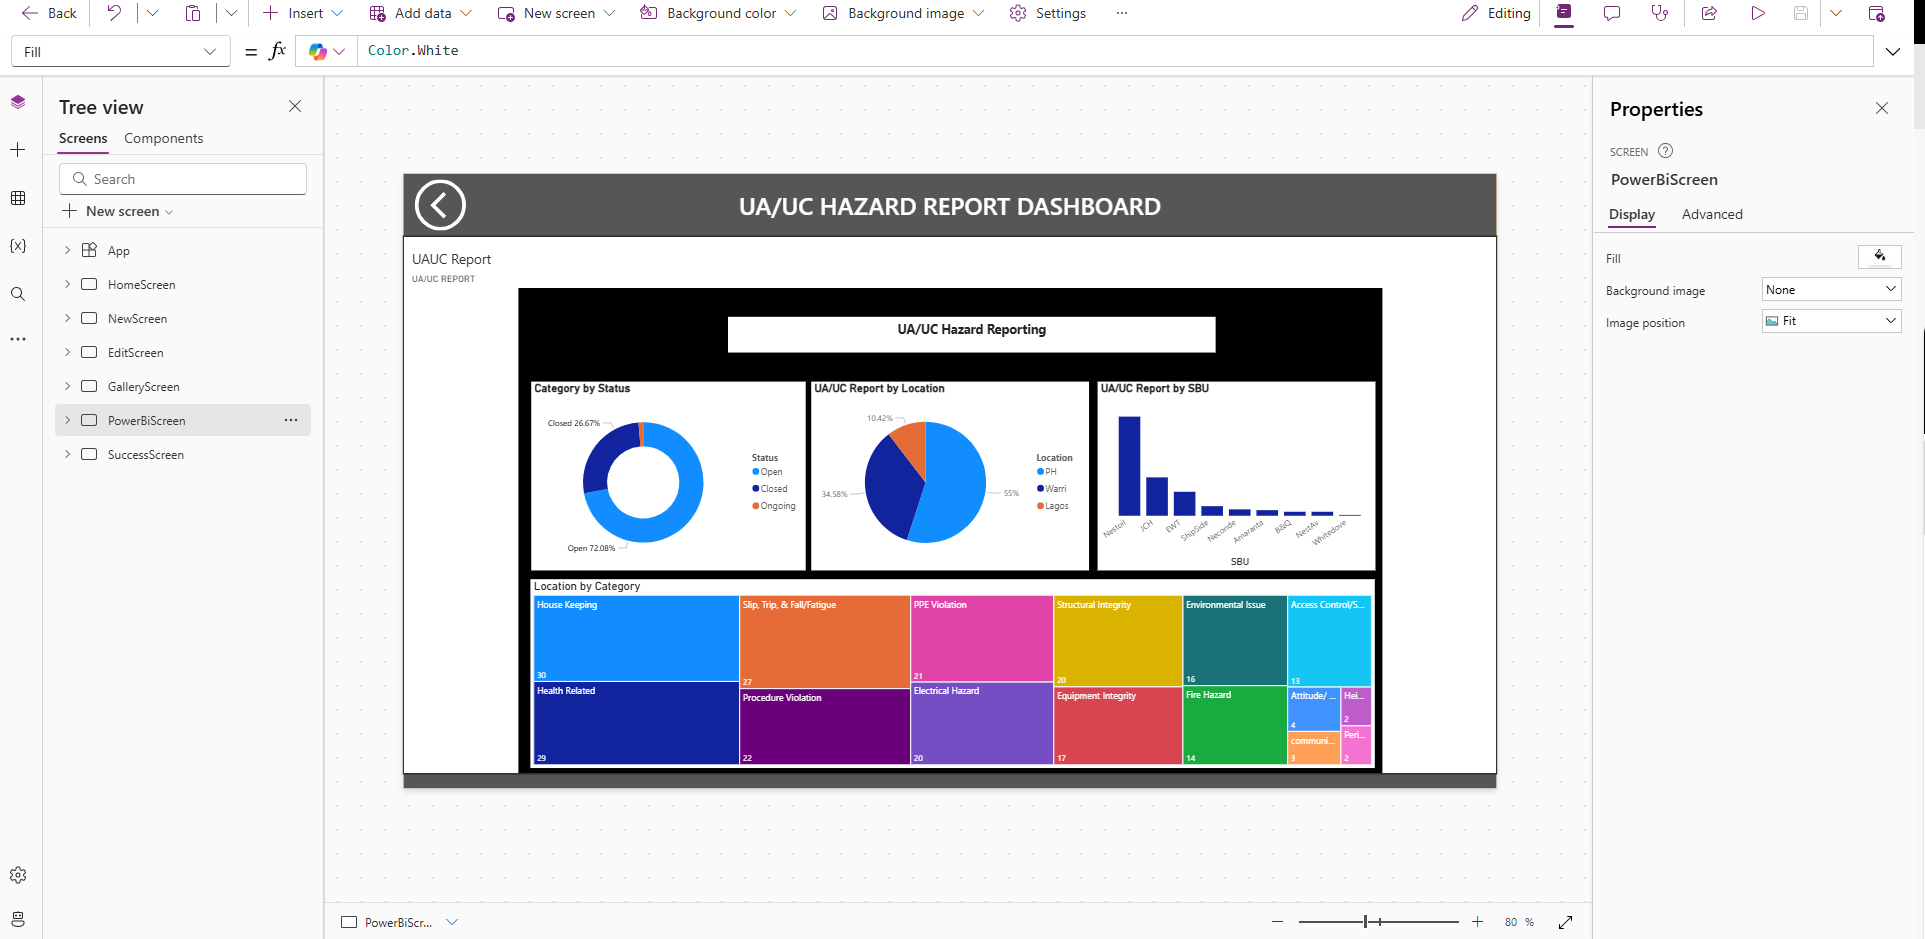 Back
Insert
Add data
New screen
Background color
Background image
Settings
Editing
Fill
= fx
Color.White
Tree view
Screens Components
Search
New screen
App
HomeScreen
NewScreen
EditScreen
GalleryScreen
PowerBiScreen
SuccessScreen
UA/UC HAZARD REPORT DASHBOARD
UAUC Report
UA/UC REPORT
UA/UC Hazard Reporting
Category by Status
Closed 26.67%
Open 72.08%
Status
Open
Closed
Ongoing
UA/UC Report by Location
10.42%
34.58%
55%
Location
PH
Warri
Lagos
UA/UC Report by SBU
Nestoil
JCH
EWT
ShipSide
Neconde
Amaranta
B&Q
NestAv
Whitedove
SBU
Location by Category
House Keeping
30
Health Related
29
Slip, Trip, & Fall/Fatigue
27
Procedure Violation
22
PPE Violation
21
Electrical Hazard
20
Structural Integrity
20
Equipment Integrity
17
Environmental Issue
16
Fire Hazard
14
Access Control/S...
13
Attitude/ ...
4
communi...
3
Hei...
2
Peri...
2
PowerBiScr...
80 %
Properties
SCREEN
PowerBiScreen
Display Advanced
Fill
Background image
None
Image position
Fit